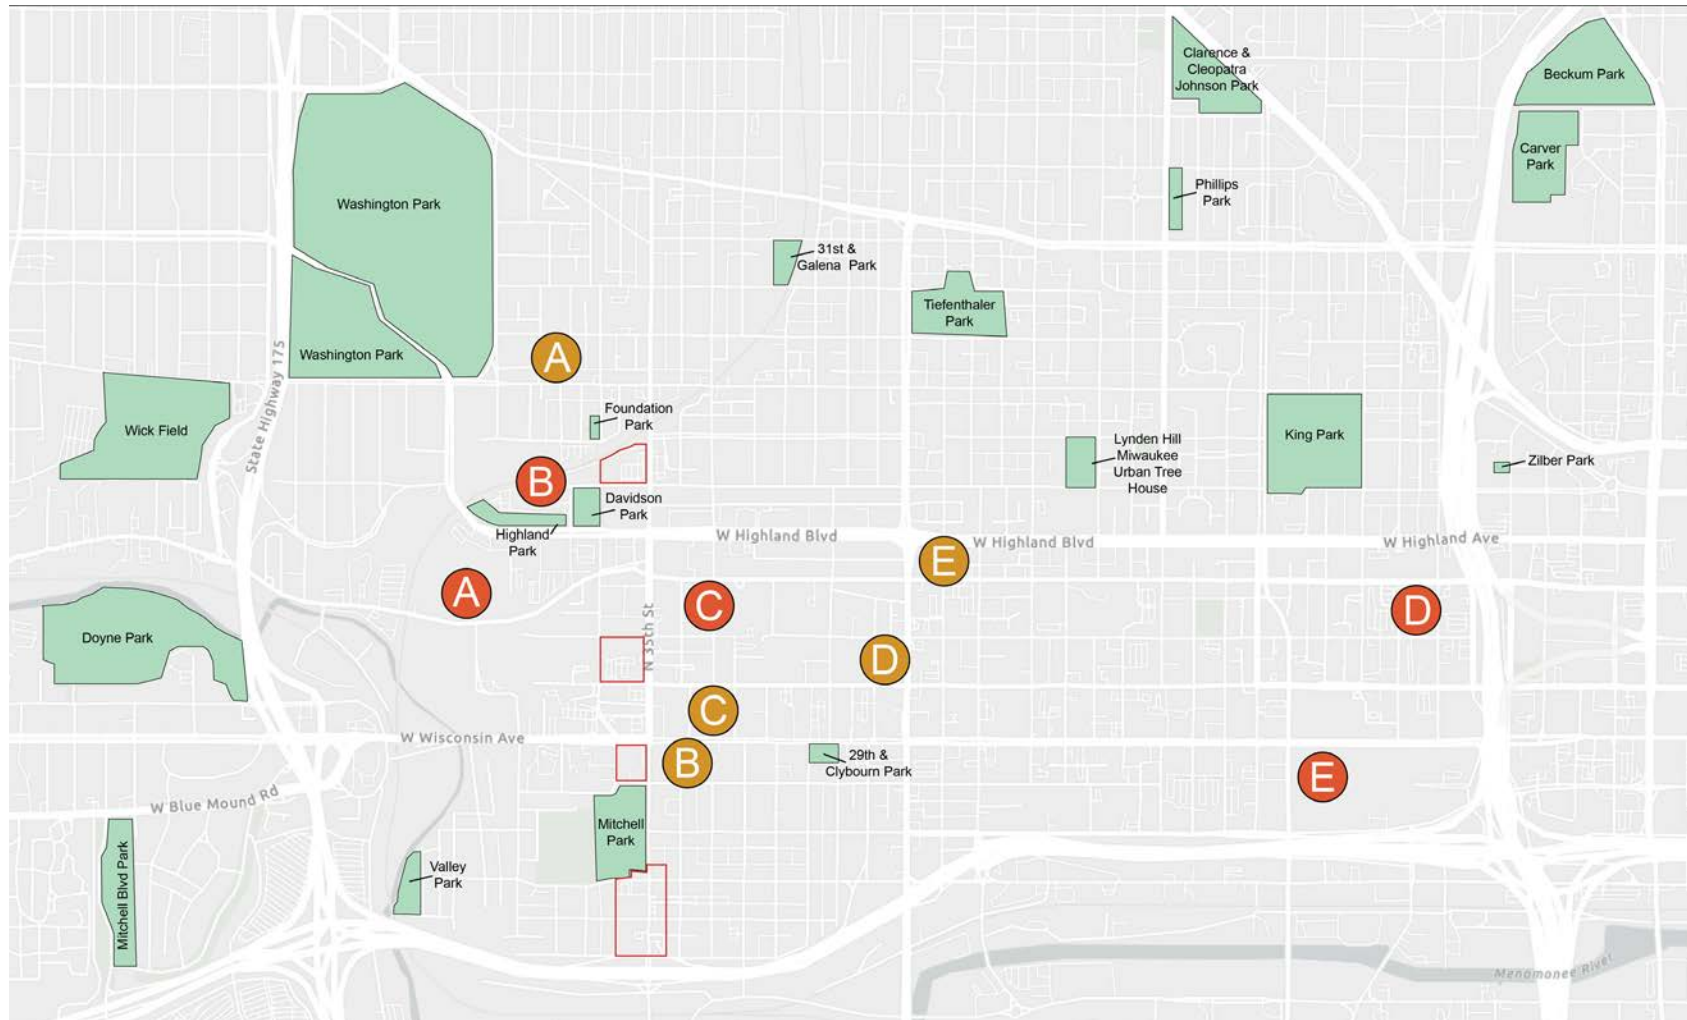 Clarence &
Cleopatra
Johnson Park
Beckum Park
Carver
Park
Phillips
Park
Washington Park
31st &
Galena Park
Tiefenthaler
Park
State Highway 175
Washington Park
A
Foundation
Park
Wick Field
B
Davidson
Park
Highland
Park
Lynden Hill
Miwaukee
Urban Tree
House
King Park
Zilber Park
W Highland Blvd
W Highland Blvd
W Highland Ave
E
A
C
D
N 35th St
Doyne Park
D
C
W Wisconsin Ave
B
29th &
Clybourn Park
E
W Blue Mound Rd
Mitchell
Park
Mitchell Blvd Park
Valley
Park
Menomonee River